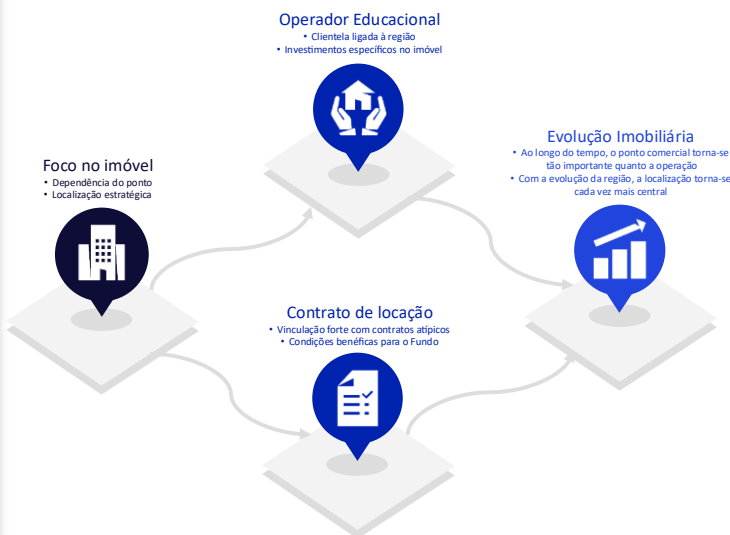 Operador Educacional
• Clientela ligada à região
• Investimentos específicos no imóvel
Foco no imóvel
• Dependência do ponto
• Localização estratégica
Evolução Imobiliária
• Ao longo do tempo, o ponto comercial torna-se
tão importante quanto a operação
• Com a evolução da região, a localização torna-se
cada vez mais central
Contrato de locação
• Vinculação forte com contratos atípicos
• Condições benéficas para o Fundo